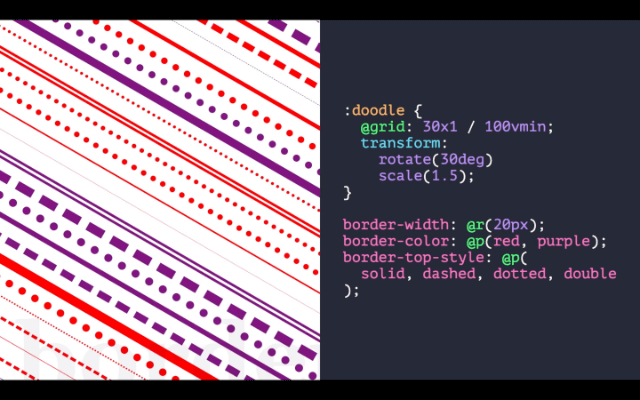 :doodle {
@grid: 30x1 / 100vmin;
transform:
rotate(30deg)
scale(1.5);
}
border-width: @r(20px);
border-color: @p(red, purple);
border-top-style: @p(
solid, dashed, dotted, double
);